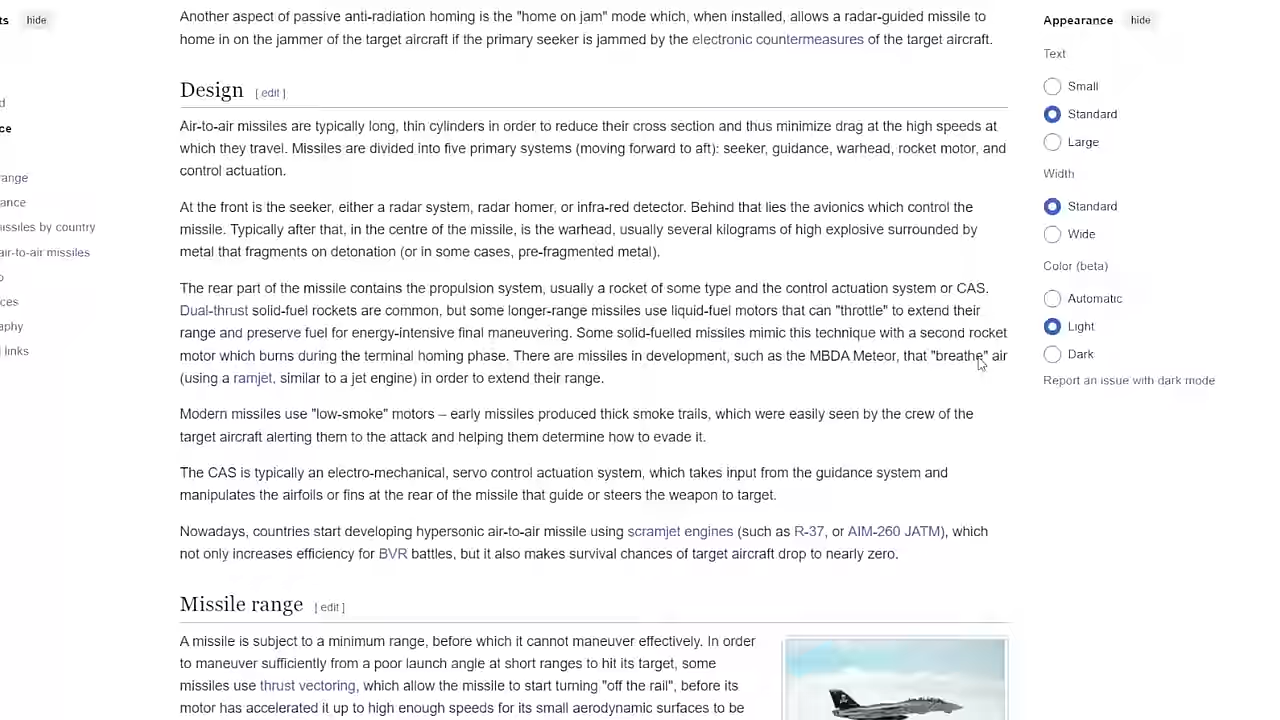 ts hide
Another aspect of passive anti-radiation homing is the "home on jam" mode which, when installed, allows a radar-guided missile to
home in on the jammer of the target aircraft if the primary seeker is jammed by the electronic countermeasures of the target aircraft.
d
ce
ange
ance
issiles by country
air-to-air missiles
o
ces
aphy
links
Design [ edit ]
Air-to-air missiles are typically long, thin cylinders in order to reduce their cross section and thus minimize drag at the high speeds at
which they travel. Missiles are divided into five primary systems (moving forward to aft): seeker, guidance, warhead, rocket motor, and
control actuation.
At the front is the seeker, either a radar system, radar homer, or infra-red detector. Behind that lies the avionics which control the
missile. Typically after that, in the centre of the missile, is the warhead, usually several kilograms of high explosive surrounded by
metal that fragments on detonation (or in some cases, pre-fragmented metal).
The rear part of the missile contains the propulsion system, usually a rocket of some type and the control actuation system or CAS.
Dual-thrust solid-fuel rockets are common, but some longer-range missiles use liquid-fuel motors that can "throttle" to extend their
range and preserve fuel for energy-intensive final maneuvering. Some solid-fuelled missiles mimic this technique with a second rocket
motor which burns during the terminal homing phase. There are missiles in development, such as the MBDA Meteor, that "breathe" air
(using a ramjet, similar to a jet engine) in order to extend their range.
Modern missiles use "low-smoke" motors – early missiles produced thick smoke trails, which were easily seen by the crew of the
target aircraft alerting them to the attack and helping them determine how to evade it.
The CAS is typically an electro-mechanical, servo control actuation system, which takes input from the guidance system and
manipulates the airfoils or fins at the rear of the missile that guide or steers the weapon to target.
Nowadays, countries start developing hypersonic air-to-air missile using scramjet engines (such as R-37, or AIM-260 JATM), which
not only increases efficiency for BVR battles, but it also makes survival chances of target aircraft drop to nearly zero.
Missile range [ edit ]
A missile is subject to a minimum range, before which it cannot maneuver effectively. In order
to maneuver sufficiently from a poor launch angle at short ranges to hit its target, some
missiles use thrust vectoring, which allow the missile to start turning "off the rail", before its
motor has accelerated it up to high enough speeds for its small aerodynamic surfaces to be
Appearance hide
Text
Small
Standard
Large
Width
Standard
Wide
Color (beta)
Automatic
Light
Dark
Report an issue with dark mode